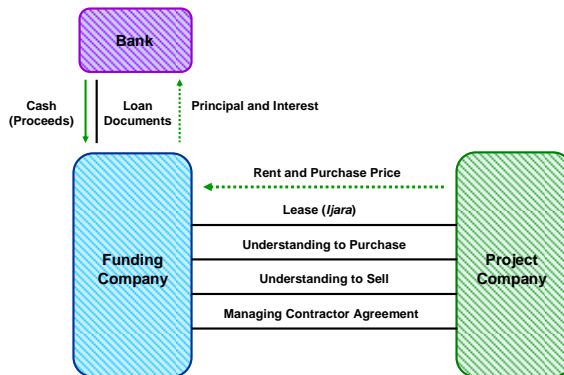 Bank
Cash
(Proceeds)
Loan
Documents
Principal and Interest
Rent and Purchase Price
Lease (Ijara)
Understanding to Purchase
Funding
Company
Project
Company
Understanding to Sell
Managing Contractor Agreement